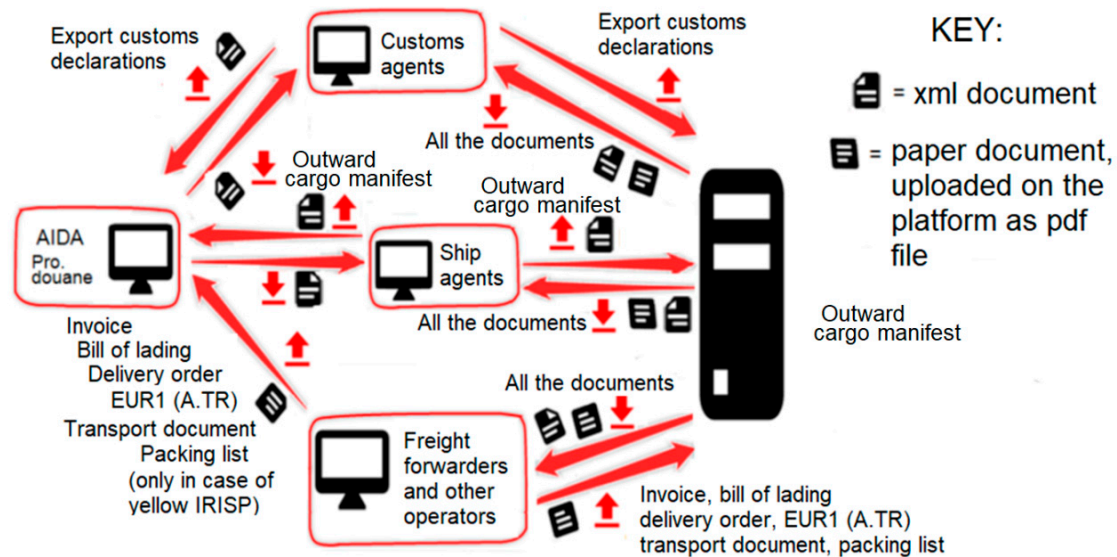 Export customs
declarations
Customs
agents
Export customs
declarations
KEY:
= xml document
= paper document,
uploaded on the
platform as pdf
file
All the documents
Outward
cargo manifest
Outward
cargo manifest
AIDA
Pro.
douane
Ship
agents
All the documents
Outward
cargo manifest
Invoice
Bill of lading
Delivery order
EUR1 (A.TR)
Transport document
Packing list
(only in case of
yellow IRISP)
All the documents
Freight
forwarders
and other
operators
Invoice, bill of lading
delivery order, EUR1 (A.TR)
transport document, packing list